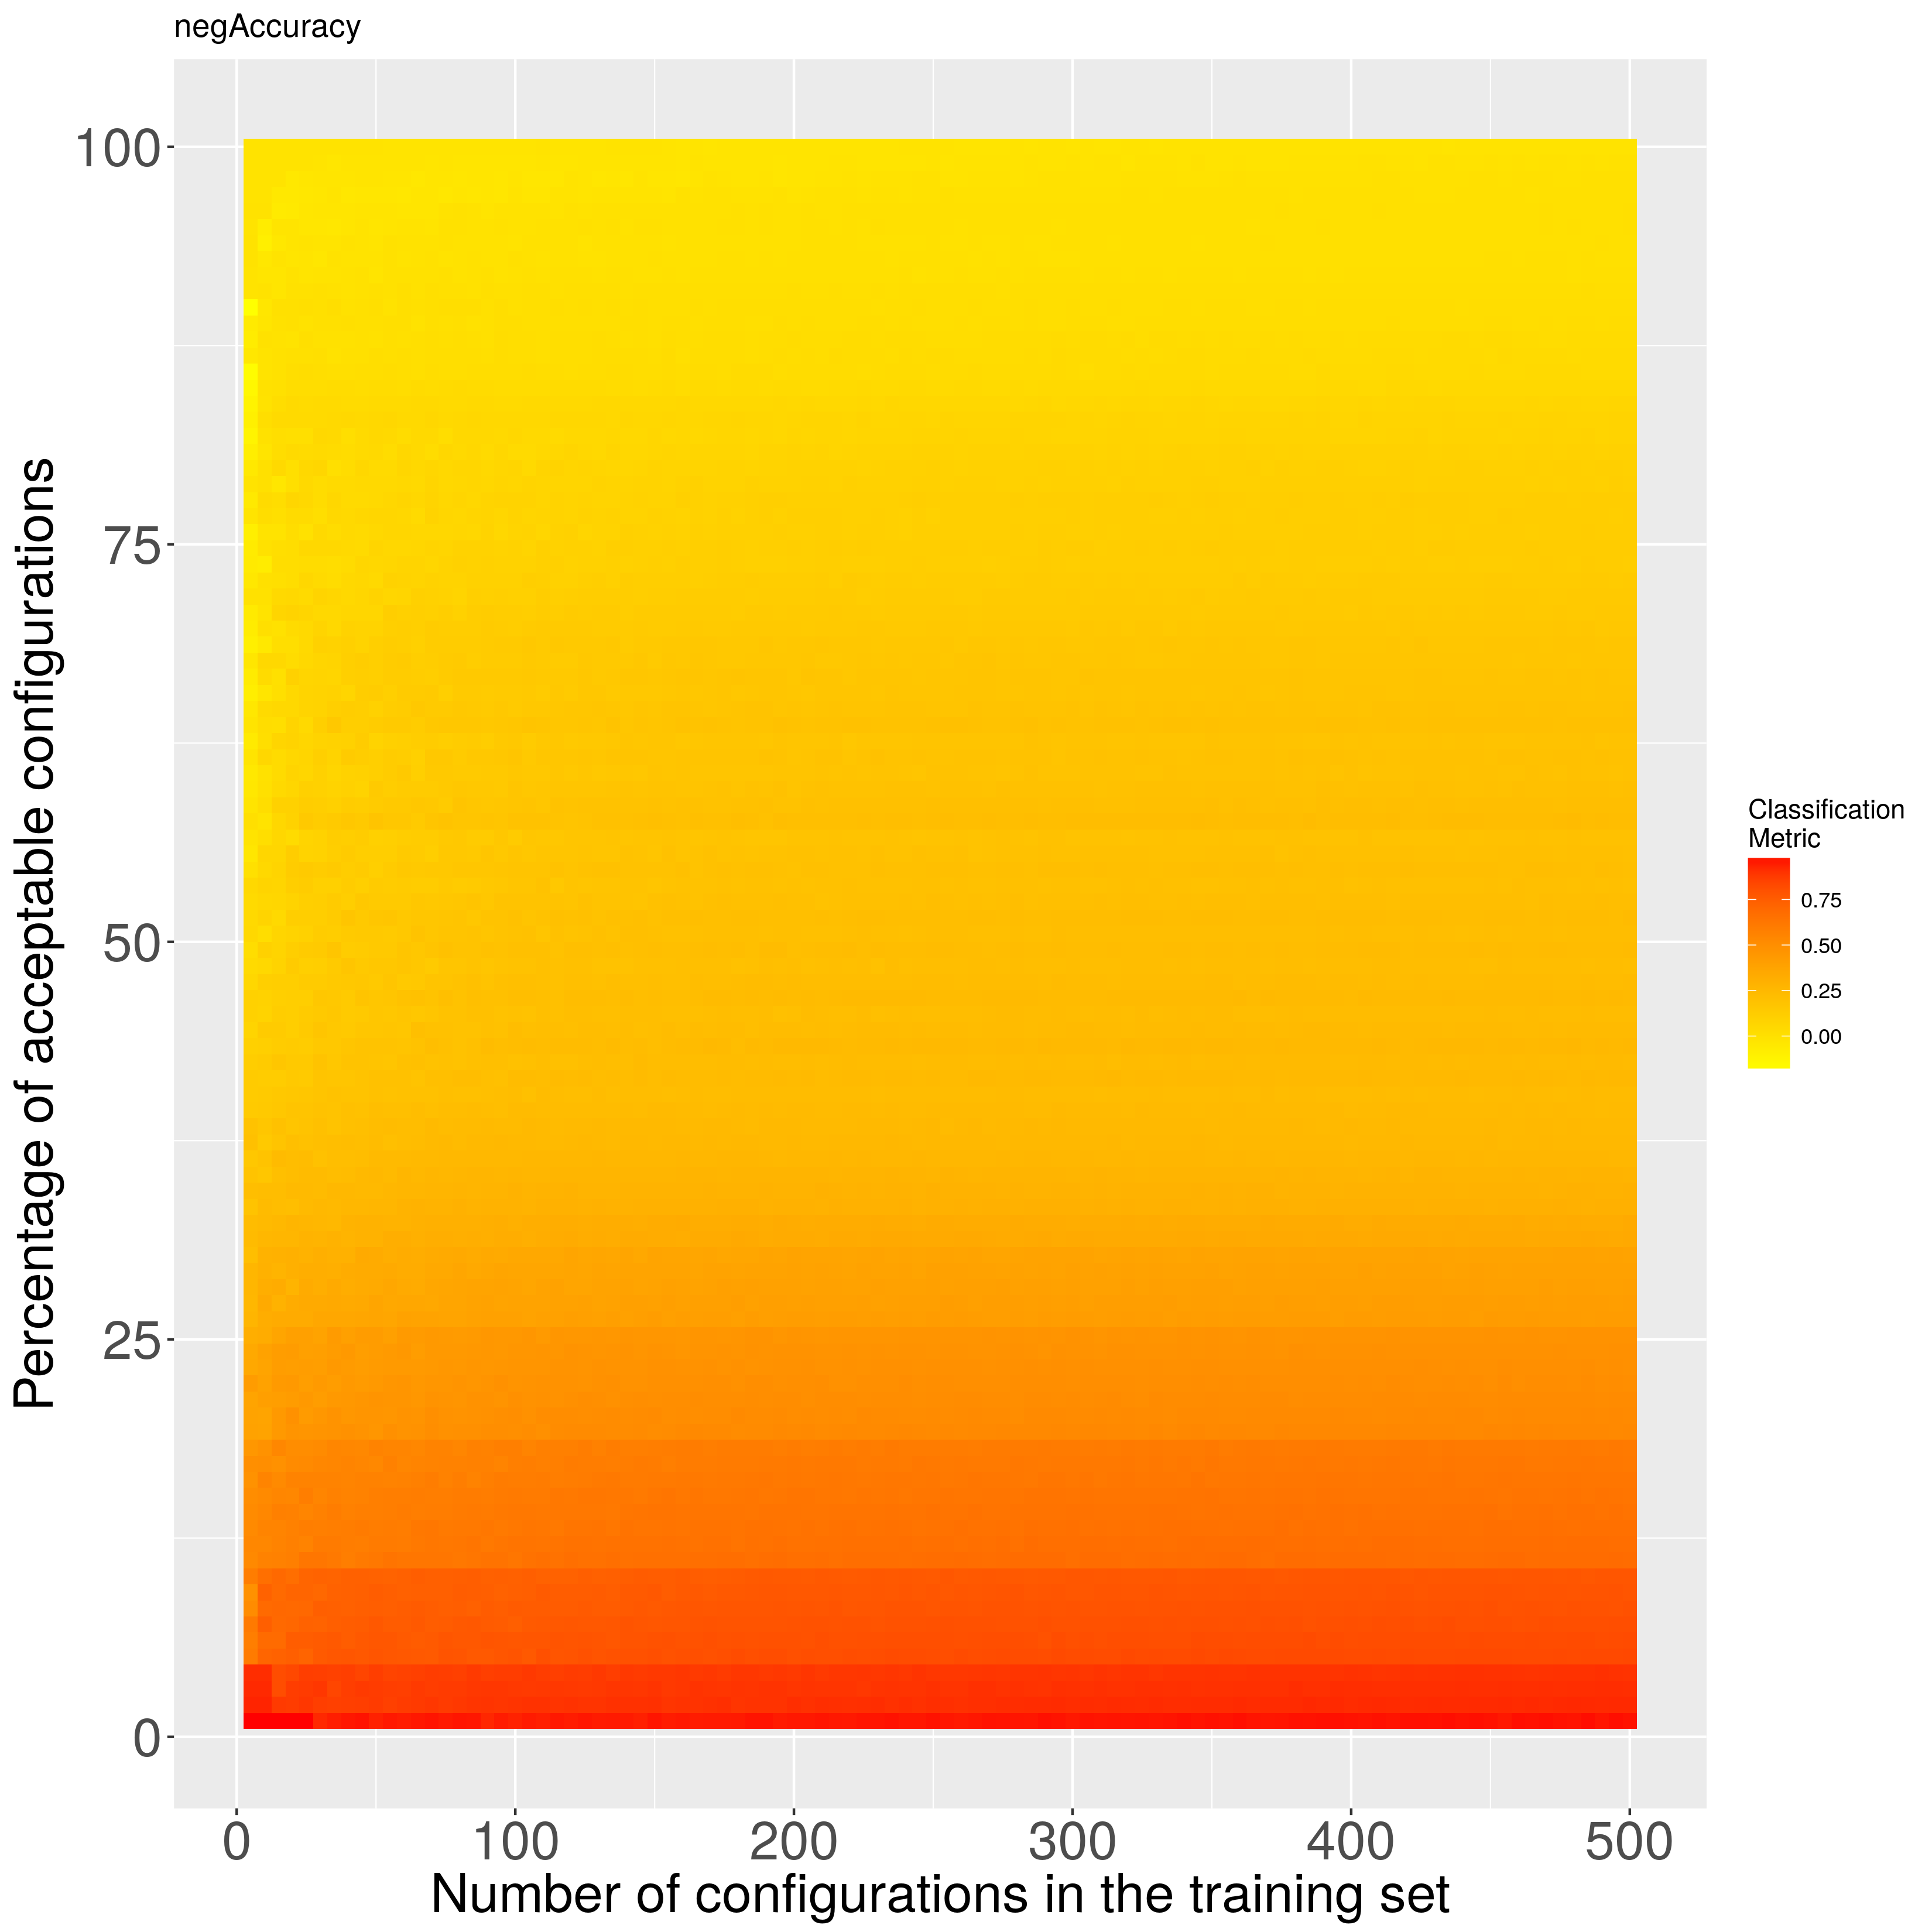 negAccuracy
100
75
50
25
0
Percentage of acceptable configurations
0 100 200 300 400 500
Number of configurations in the training set
Classification
Metric
0.75
0.50
0.25
0.00